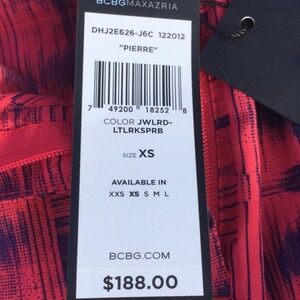 BCBGMAXAZRIA
DHJ2E626-J6C 122012
"PIERRE"
7 49200 18252 8
COLOR JWLRD-
LTLRKSPRB
SIZE XS
AVAILABLE IN
XXS XS S M L
BCBG.COM
$188.00